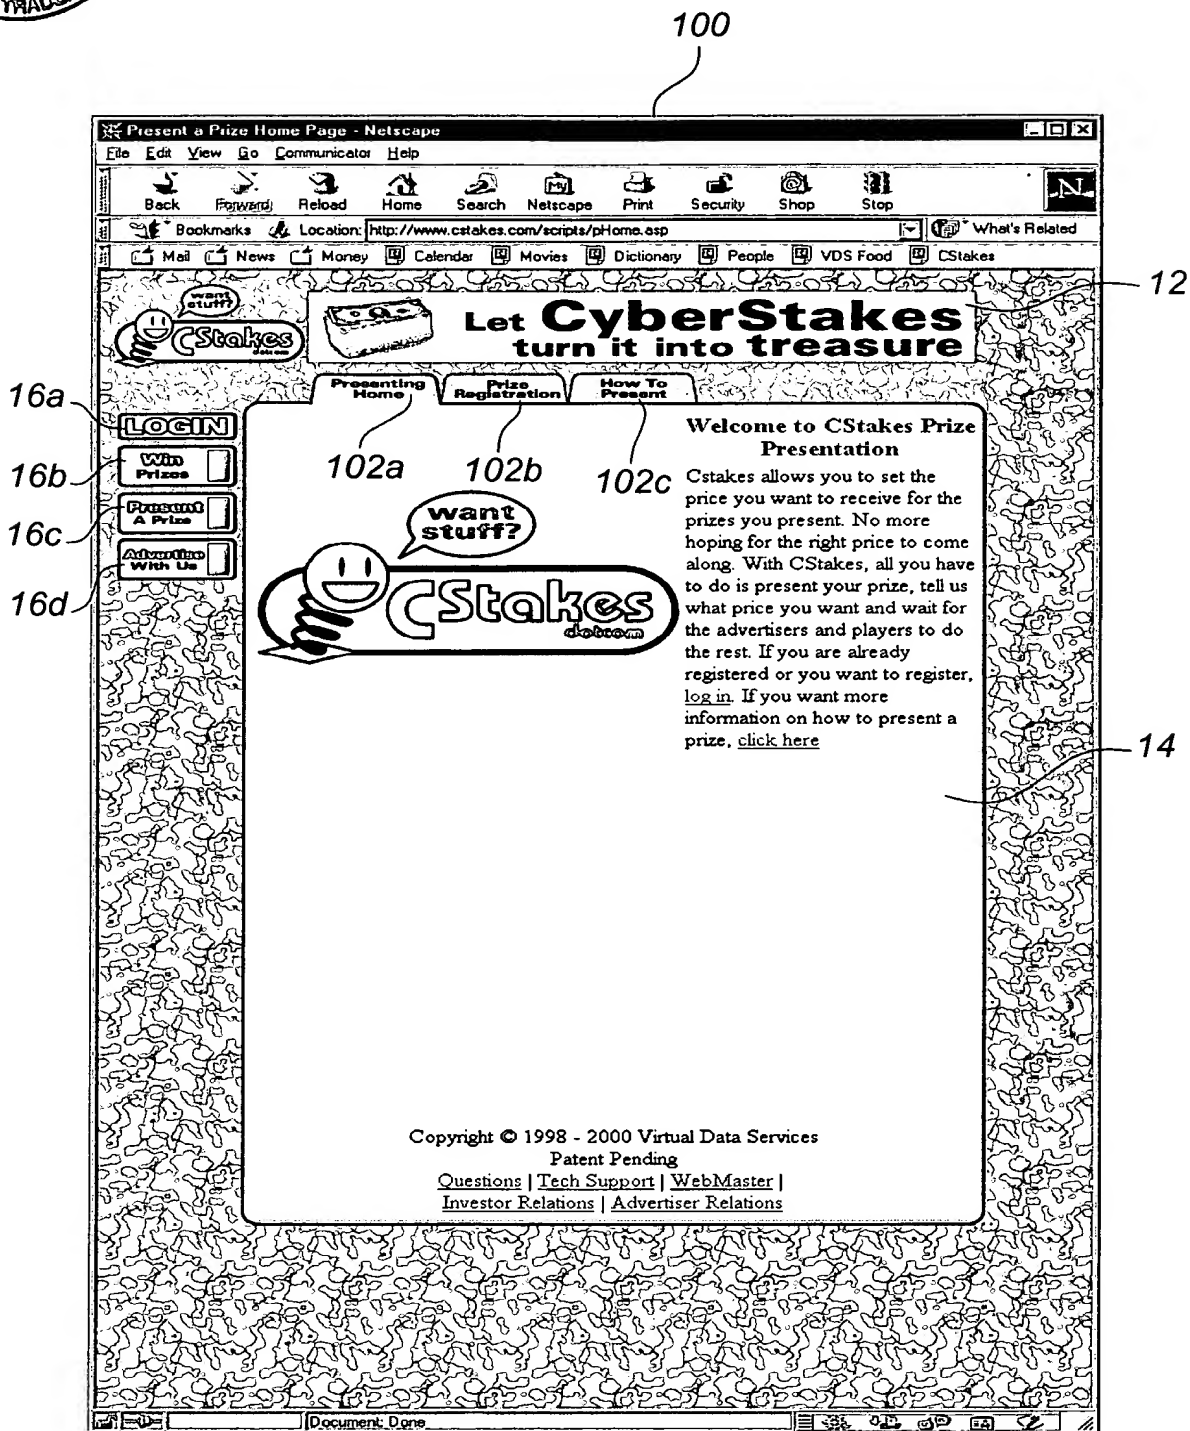 100
Present a Prize Home Page - Netscape
File Edit View Go Communicator Help
Back Forward Reload Home Search Netscape Print Security Shop Stop
My
N
Bookmarks Location: http://www.cstakes.com/scripts/pHome.asp What's Related
Mail News Money Calendar Movies Dictionary People VDS Food CStakes
12
want stuff?
CStakes
dotcom
Let CyberStakes
turn it into treasure
Presenting Home
Prize Registration
How To Present
16a
LOGIN
16b
Win
Prizes
16c
Present
A Prize
16d
Advertise
With Us
102a
102b
102c
want
stuff?
CStakes
dotcom
Welcome to CStakes Prize
Presentation
Cstakes allows you to set the
price you want to receive for the
prizes you present. No more
hoping for the right price to come
along. With CStakes, all you have
to do is present your prize, tell us
what price you want and wait for
the advertisers and players to do
the rest. If you are already
registered or you want to register,
log in. If you want more
information on how to present a
prize, click here
14
Copyright © 1998 - 2000 Virtual Data Services
Patent Pending
Questions | Tech Support | WebMaster |
Investor Relations | Advertiser Relations
Document: Done